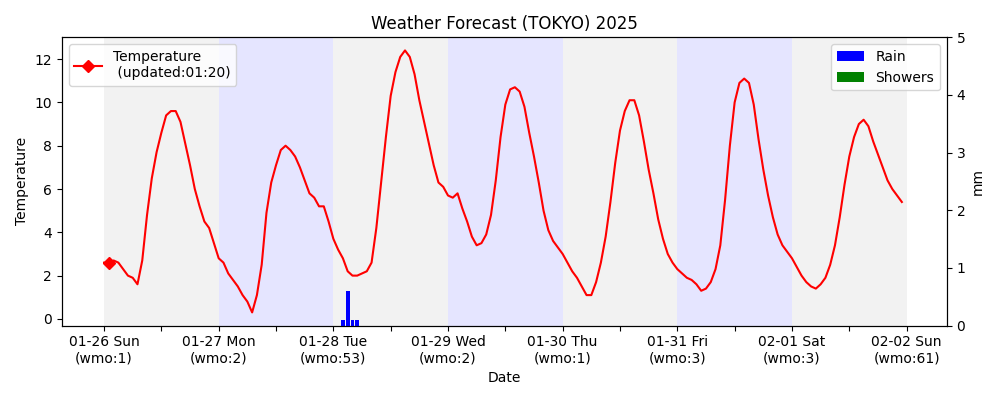 Weather Forecast (TOKYO) 2025
Temperature
(updated:01:20)
Rain
Showers
Temperature
12
10
8
6
4
2
0
5
4
3
2
1
0
mm
01-26 Sun
(wmo:1)
01-27 Mon
(wmo:2)
01-28 Tue
(wmo:53)
01-29 Wed
(wmo:2)
01-30 Thu
(wmo:1)
01-31 Fri
(wmo:3)
02-01 Sat
(wmo:3)
02-02 Sun
(wmo:61)
Date